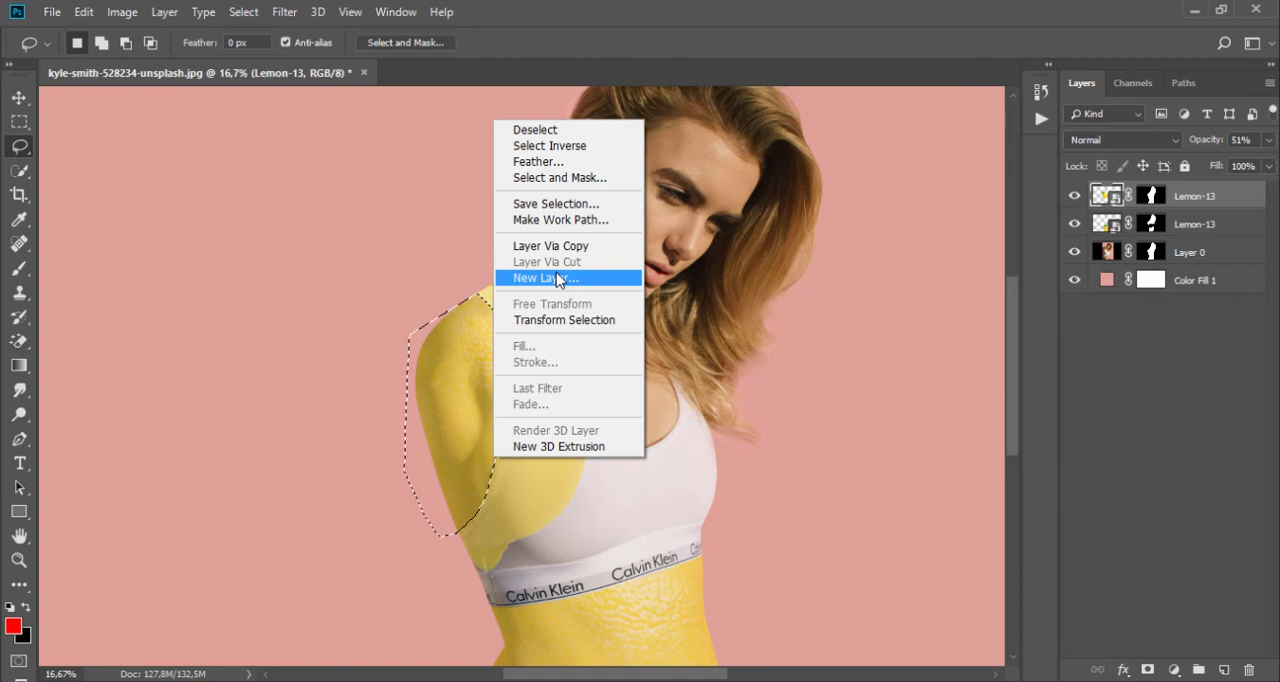 Ps File Edit Image Layer Type Select Filter 3D View Window Help
Feather: 0 px Anti-alias Select and Mask...
kyle-smith-528234-unsplash.jpg @ 16,7% (Lemon-13, RGB/8) * ×
Deselect
Select Inverse
Feather...
Select and Mask...
Save Selection...
Make Work Path...
Layer Via Copy
Layer Via Cut
New Layer...
Free Transform
Transform Selection
Fill...
Stroke...
Last Filter
Fade...
Render 3D Layer
New 3D Extrusion
Calvin Klein Calvin Klein
16,67% Doc: 127,8M/132,5M
Layers Channels Paths
Kind
Normal Opacity: 51%
Lock: Fill: 100%
Lemon-13
Lemon-13
Layer 0
Color Fill 1
fx